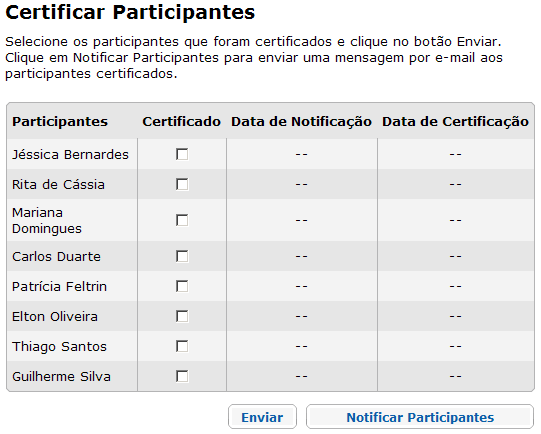 Certificar Participantes
Selecione os participantes que foram certificados e clique no botão Enviar.
Clique em Notificar Participantes para enviar uma mensagem por e-mail aos
participantes certificados.
Participantes Certificado Data de Notificação Data de Certificação
Jéssica Bernardes -- --
Rita de Cássia -- --
Mariana
Domingues -- --
Carlos Duarte -- --
Patrícia Feltrin -- --
Elton Oliveira -- --
Thiago Santos -- --
Guilherme Silva -- --
Enviar Notificar Participantes